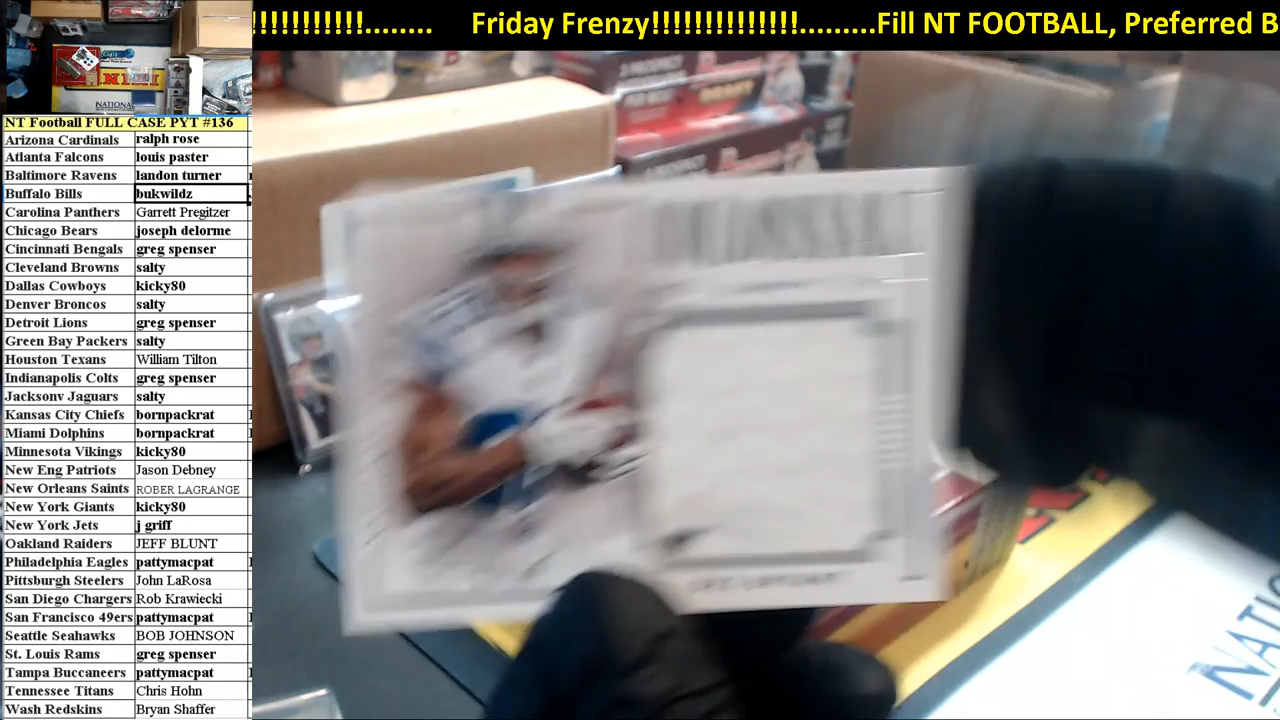 !!!!!!!!!!!........ Friday Frenzy!!!!!!!!!!!!!!.........Fill NT FOOTBALL, Preferred B
NT Football FULL CASE PYT #136
Arizona Cardinals ralph rose
Atlanta Falcons louis paster
Baltimore Ravens landon turner
Buffalo Bills bukwildz
Carolina Panthers Garrett Pregitzer
Chicago Bears joseph delorme
Cincinnati Bengals greg spenser
Cleveland Browns salty
Dallas Cowboys kicky80
Denver Broncos salty
Detroit Lions greg spenser
Green Bay Packers salty
Houston Texans William Tilton
Indianapolis Colts greg spenser
Jacksonv Jaguars salty
Kansas City Chiefs bornpackrat
Miami Dolphins bornpackrat
Minnesota Vikings kicky80
New Eng Patriots Jason Debney
New Orleans Saints ROBER LAGRANGE
New York Giants kicky80
New York Jets j griff
Oakland Raiders JEFF BLUNT
Philadelphia Eagles pattymacpat
Pittsburgh Steelers John LaRosa
San Diego Chargers Rob Krawiecki
San Francisco 49ers pattymacpat
Seattle Seahawks BOB JOHNSON
St. Louis Rams greg spenser
Tampa Buccaneers pattymacpat
Tennessee Titans Chris Hohn
Wash Redskins Bryan Shaffer